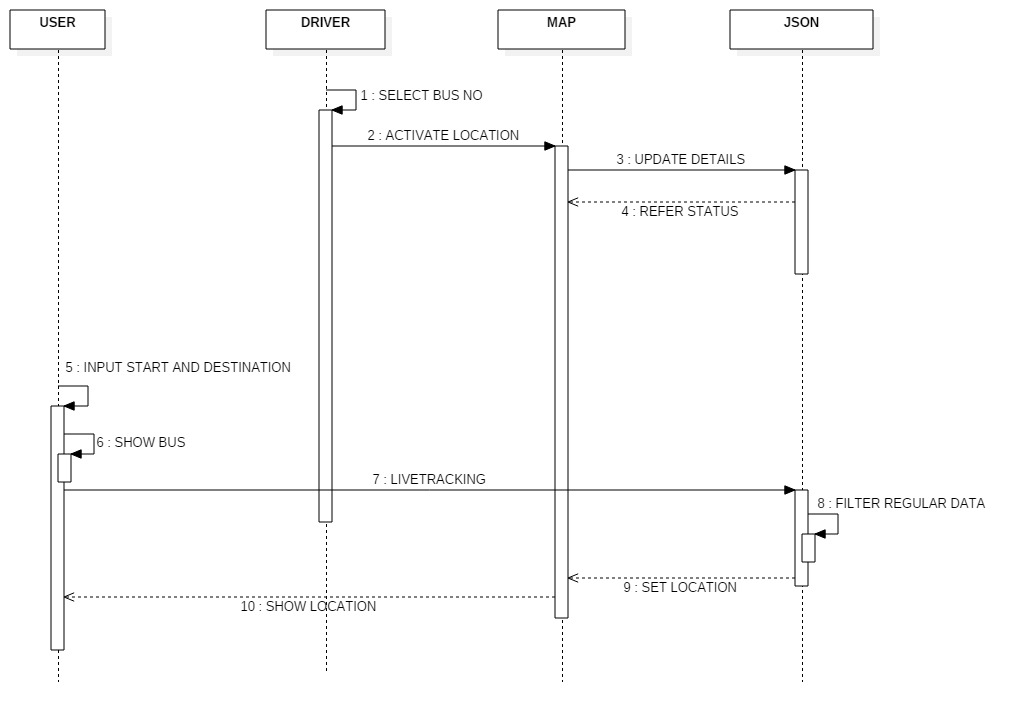 USER
DRIVER
MAP
JSON
1 : SELECT BUS NO
2 : ACTIVATE LOCATION
3 : UPDATE DETAILS
4 : REFER STATUS
5 : INPUT START AND DESTINATION
6 : SHOW BUS
7 : LIVETRACKING
8 : FILTER REGULAR DATA
9 : SET LOCATION
10 : SHOW LOCATION